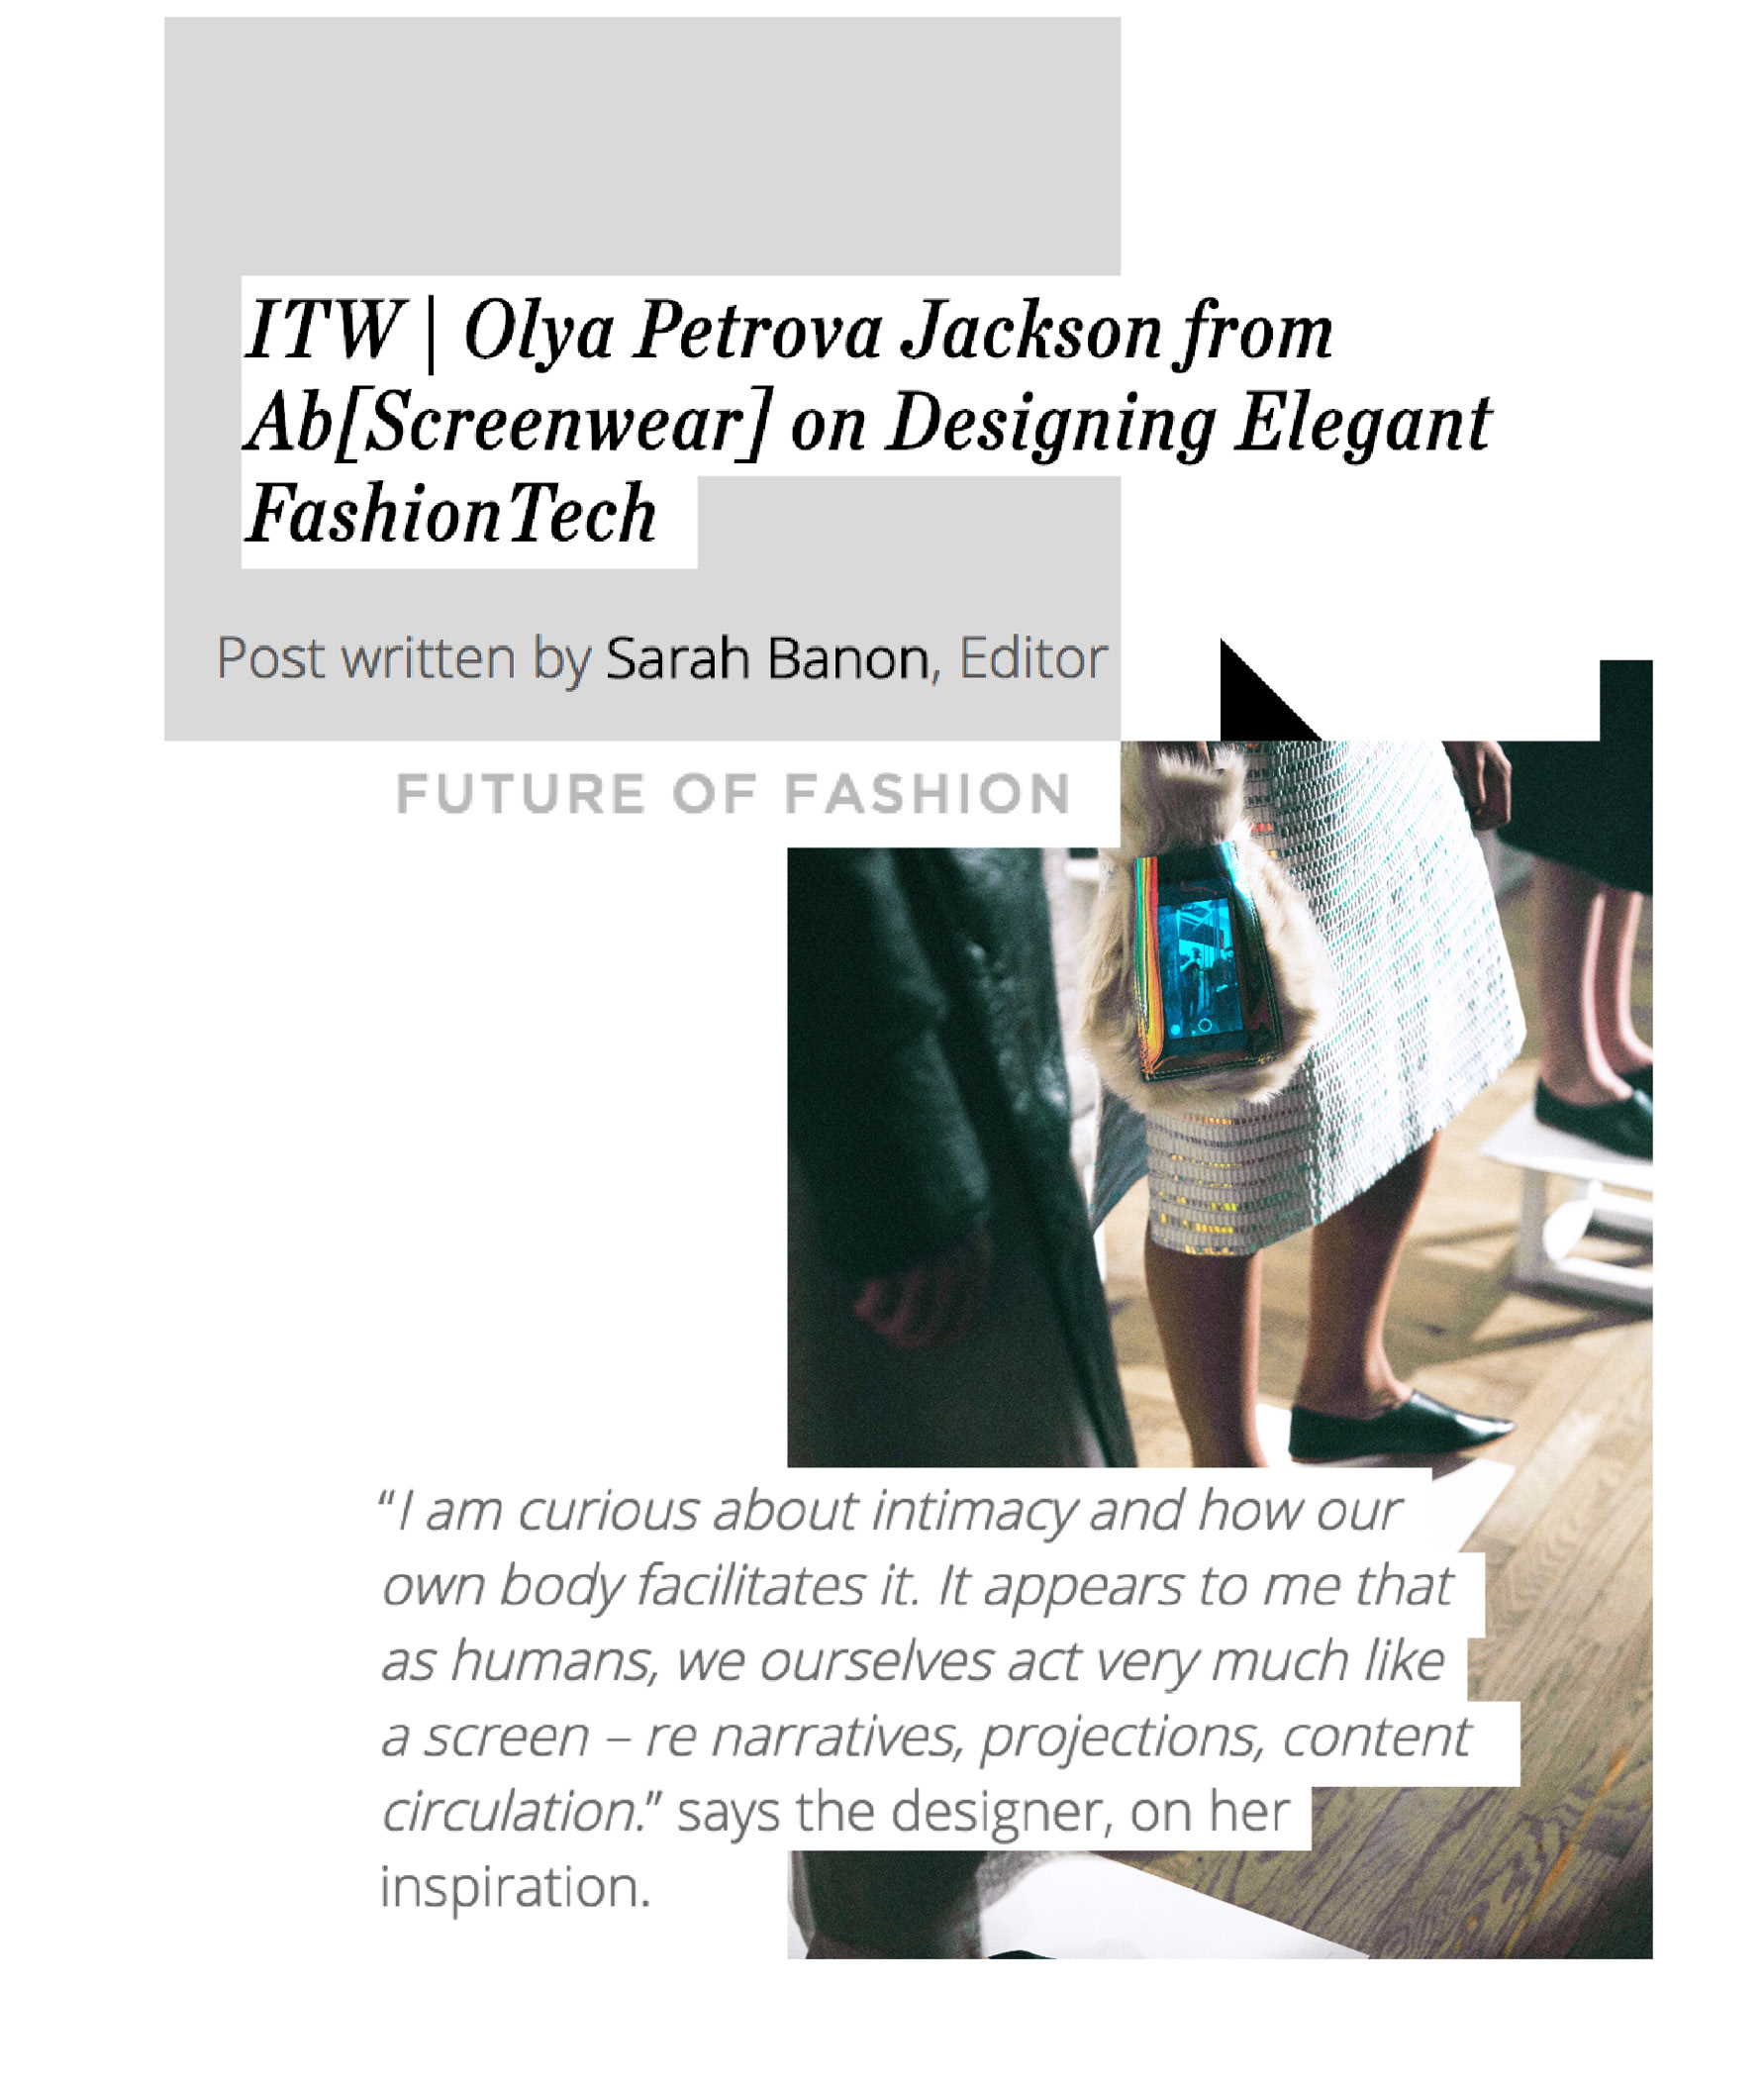 ITW | Olya Petrova Jackson from
Ab[Screenwear] on Designing Elegant
FashionTech
Post written by Sarah Banon, Editor
FUTURE OF FASHION
“I am curious about intimacy and how our
own body facilitates it. It appears to me that
as humans, we ourselves act very much like
a screen – re narratives, projections, content
circulation.” says the designer, on her
inspiration.